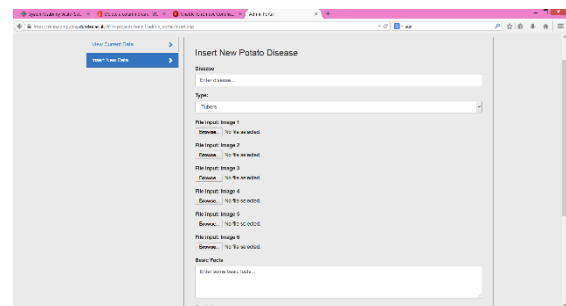 Admin Portal
View Current Data
Insert New Data
Insert New Potato Disease
Disease
Enter disease...
Type:
Tubers
File input: Image 1
Browse... No file selected.
File input: Image 2
Browse... No file selected.
File input: Image 3
Browse... No file selected.
File input: Image 4
Browse... No file selected.
File input: Image 5
Browse... No file selected.
File input: Image 6
Browse... No file selected.
Basic Facts
Enter some basic facts...